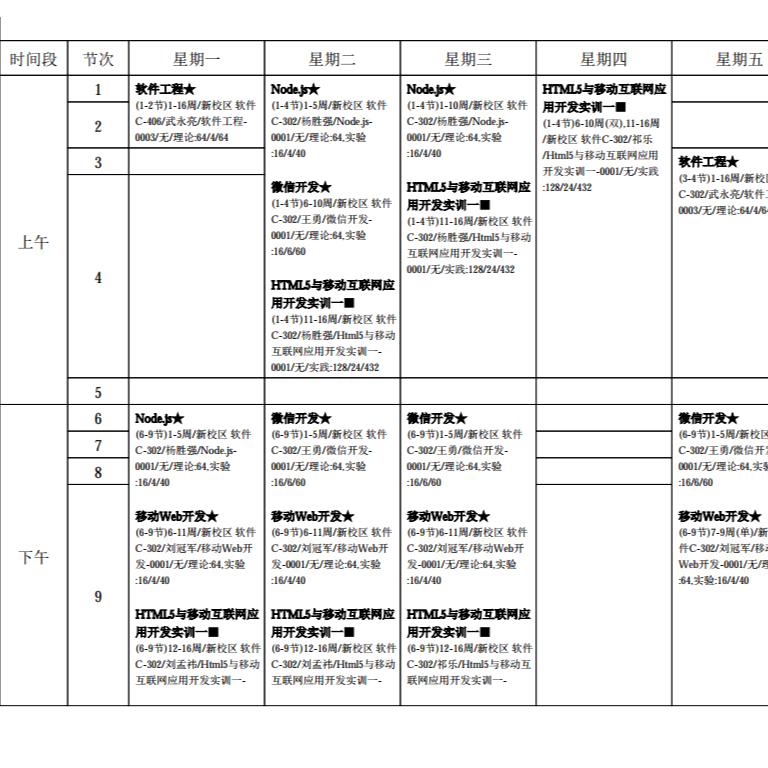 时间段 节次 星期一 星期二 星期三 星期四 星期五
上午
1
2
3
4
5
软件工程★
(1-2节)1-16周/新校区 软件
C-406/武永亮/软件工程-
0003/无/理论:64/4/64
Node.js★
(1-4节)1-5周/新校区 软件
C-302/杨胜强/Node.js-
0001/无/理论:64,实验
:16/4/40
微信开发★
(1-4节)6-10周/新校区 软件
C-302/王勇/微信开发-
0001/无/理论:64,实验
:16/6/60
HTML5与移动互联网应
用开发实训一■
(1-4节)11-16周/新校区 软件
C-302/杨胜强/Html5与移动
互联网应用开发实训一-
0001/无/实践:128/24/432
Node.js★
(1-4节)1-10周/新校区 软件
C-302/杨胜强/Node.js-
0001/无/理论:64,实验
:16/4/40
HTML5与移动互联网应
用开发实训一■
(1-4节)11-16周/新校区 软件
C-302/杨胜强/Html5与移动
互联网应用开发实训一-
0001/无/实践:128/24/432
HTML5与移动互联网应
用开发实训一■
(1-4节)6-10周(双),11-16周
/新校区 软件C-302/祁乐
/Html5与移动互联网应用
开发实训一-0001/无/实践
:128/24/432
软件工程★
(3-4节)1-16周/新校
C-302/武永亮/软件
0003/无/理论:64/4/6
下午
6
7
8
9
Node.js★
(6-9节)1-5周/新校区 软件
C-302/杨胜强/Node.js-
0001/无/理论:64,实验
:16/4/40
移动Web开发★
(6-9节)6-11周/新校区 软件
C-302/刘冠军/移动Web开
发-0001/无/理论:64,实验
:16/4/40
HTML5与移动互联网应
用开发实训一■
(6-9节)12-16周/新校区 软件
C-302/刘孟祎/Html5与移动
互联网应用开发实训一-
微信开发★
(6-9节)1-5周/新校区 软件
C-302/王勇/微信开发-
0001/无/理论:64,实验
:16/6/60
移动Web开发★
(6-9节)6-11周/新校区 软件
C-302/刘冠军/移动Web开
发-0001/无/理论:64,实验
:16/4/40
HTML5与移动互联网应
用开发实训一■
(6-9节)12-16周/新校区 软件
C-302/刘孟祎/Html5与移动
互联网应用开发实训一-
微信开发★
(6-9节)1-5周/新校区 软件
C-302/王勇/微信开发-
0001/无/理论:64,实验
:16/6/60
移动Web开发★
(6-9节)6-11周/新校区 软件
C-302/刘冠军/移动Web开
发-0001/无/理论:64,实验
:16/4/40
HTML5与移动互联网应
用开发实训一■
(6-9节)12-16周/新校区 软件
C-302/祁乐/Html5与移动互
联网应用开发实训一-
微信开发★
(6-9节)1-5周/新校区
C-302/王勇/微信开
0001/无/理论:64,实
:16/6/60
移动Web开发★
(6-9节)7-9周(单)/新
件C-302/刘冠军/移
Web开发-0001/无/
:64,实验:16/4/40